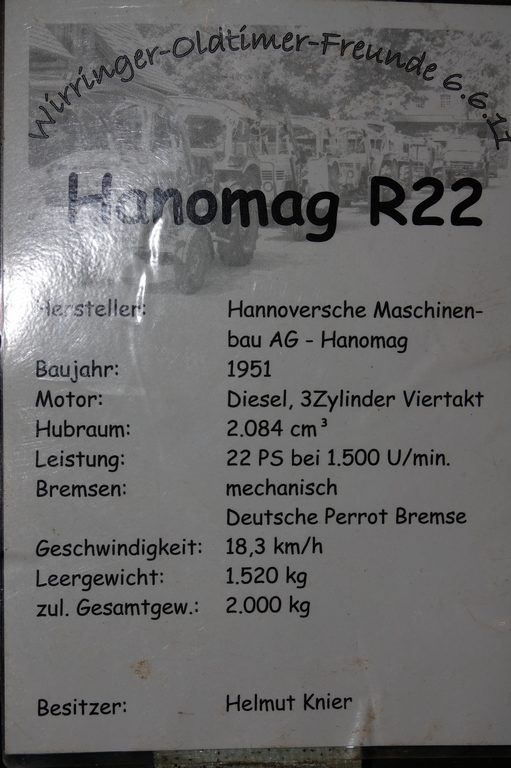 Wirringer-Oldtimer-Freunde 6.6.11
Hanomag R22
Hersteller: Hannoversche Maschinen-
bau AG - Hanomag
Baujahr: 1951
Motor: Diesel, 3Zylinder Viertakt
Hubraum: 2.084 cm³
Leistung: 22 PS bei 1.500 U/min.
Bremsen: mechanisch
Deutsche Perrot Bremse
Geschwindigkeit: 18,3 km/h
Leergewicht: 1.520 kg
zul. Gesamtgew.: 2.000 kg
Besitzer: Helmut Knier